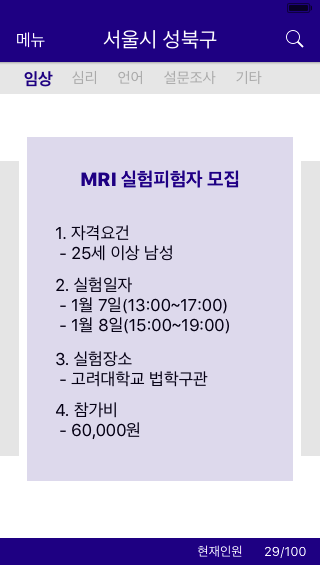 메뉴 서울시 성북구
임상 심리 언어 설문조사 기타
MRI 실험피험자 모집
1. 자격요건
- 25세 이상 남성
2. 실험일자
- 1월 7일(13:00~17:00)
- 1월 8일(15:00~19:00)
3. 실험장소
- 고려대학교 법학구관
4. 참가비
- 60,000원
현재인원 29/100